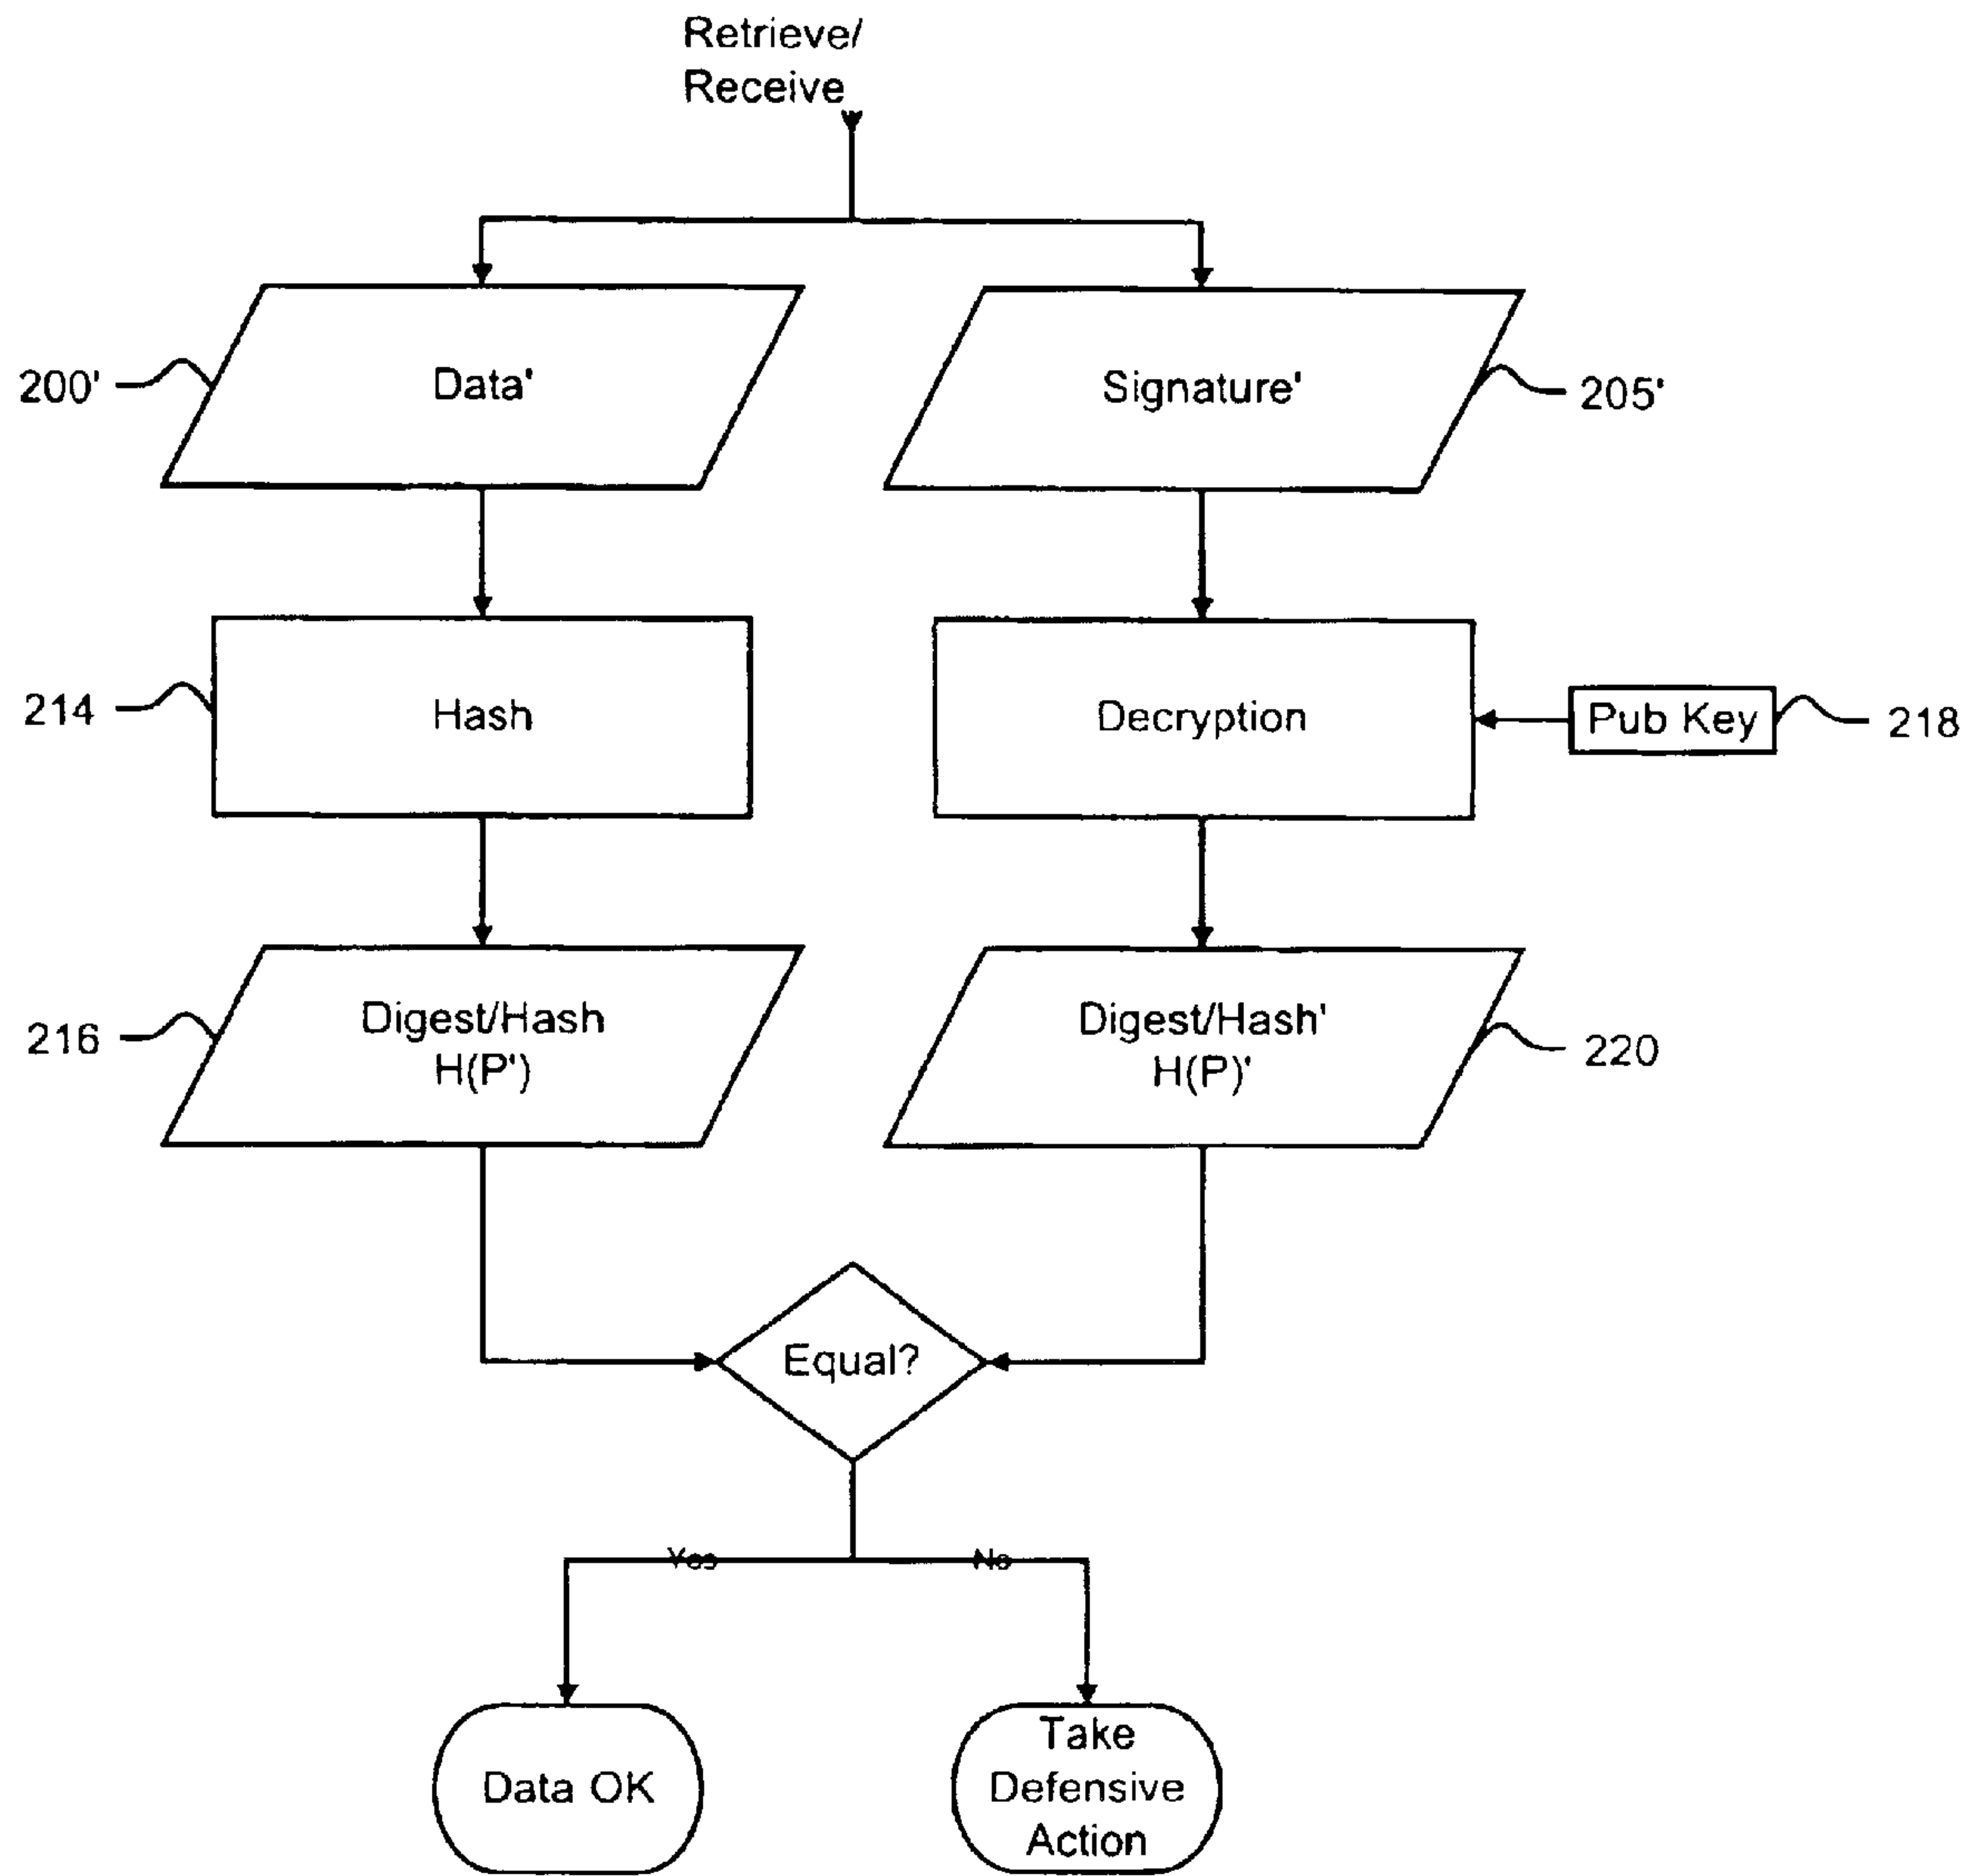 Retrieve/
Receive
200'
Data'
Signature'
205'
214
Hash
Decryption
Pub Key
218
216
Digest/Hash
H(P')
Digest/Hash'
H(P)'
220
Equal?
Yes
No
Data OK
Take
Defensive
Action